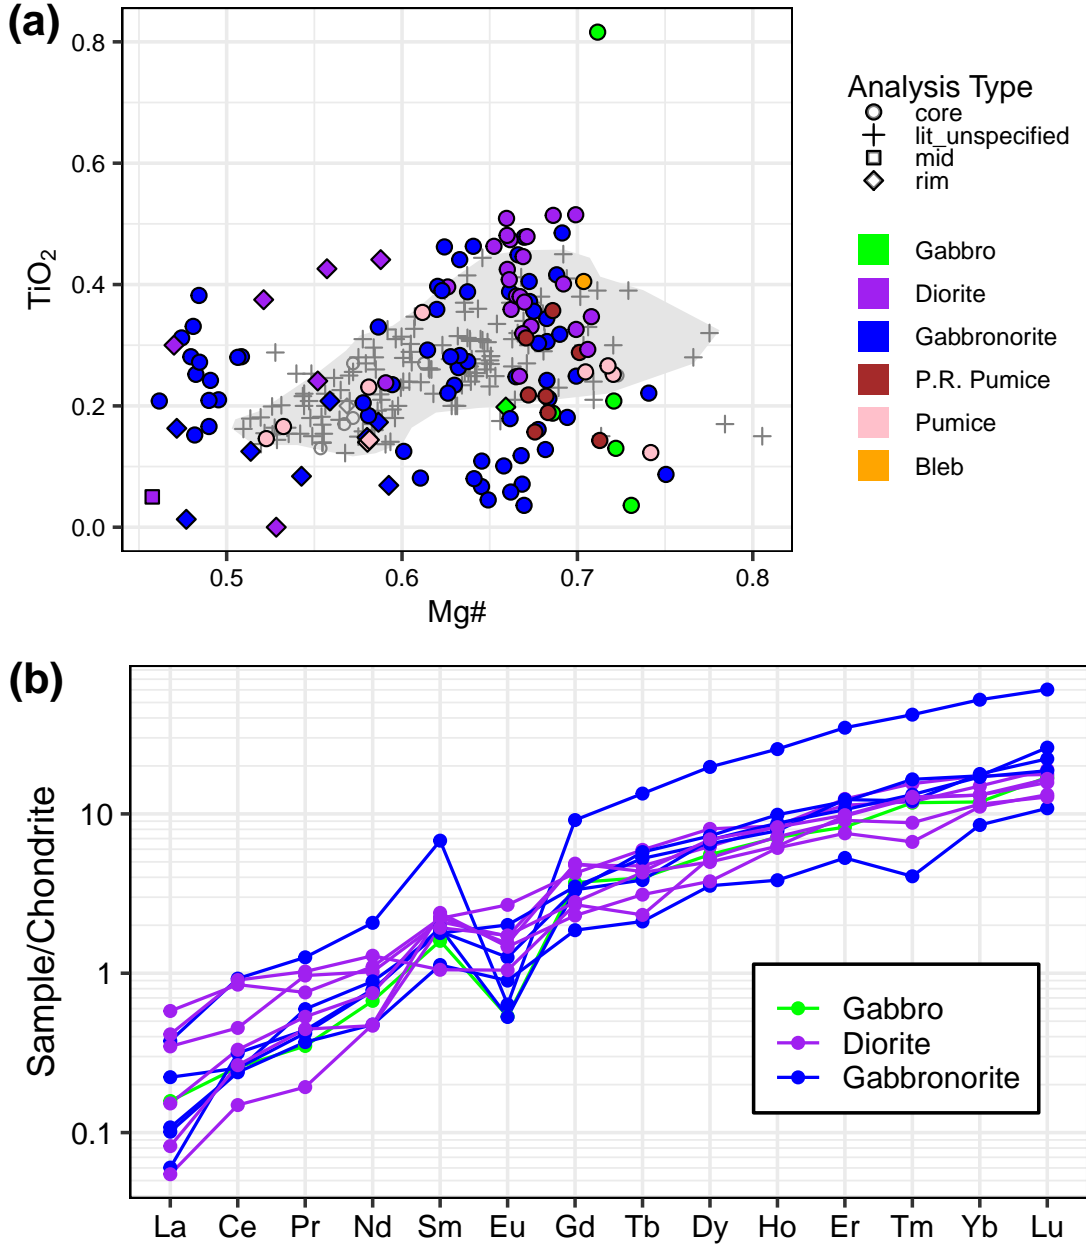 (a)
0.8
0.6
0.4
0.2
0.0
TiO₂
0.5 0.6 0.7 0.8
Mg#
Analysis Type
core
lit_unspecified
mid
rim
Gabbro
Diorite
Gabbronorite
P.R. Pumice
Pumice
Bleb
(b)
10
1
0.1
Sample/Chondrite
Gabbro
Diorite
Gabbronorite
La Ce Pr Nd Sm Eu Gd Tb Dy Ho Er Tm Yb Lu